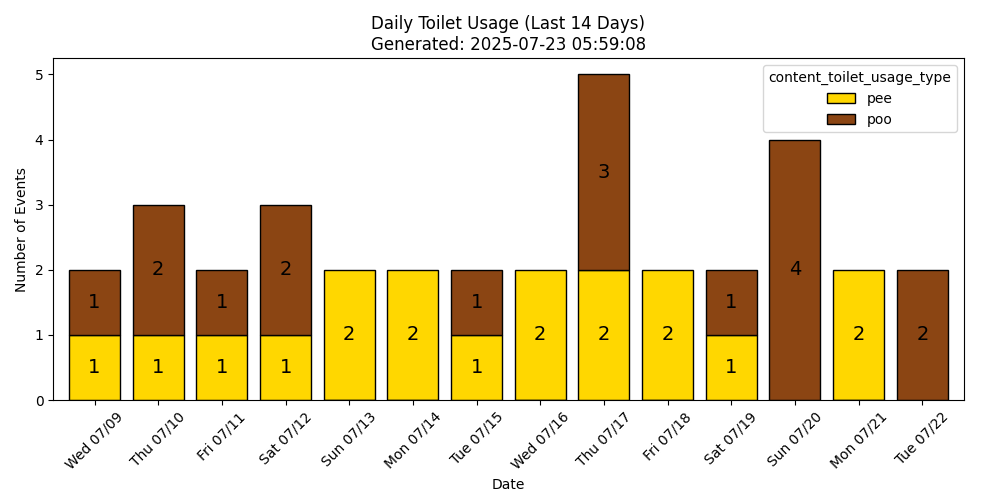 Daily Toilet Usage (Last 14 Days)
Generated: 2025-07-23 05:59:08
content_toilet_usage_type
pee
poo
Number of Events
5
4
3
2
1
0
1
1
2
1
1
1
2
1
2
2
1
1
2
3
2
2
1
1
4
2
2
Wed 07/09
Thu 07/10
Fri 07/11
Sat 07/12
Sun 07/13
Mon 07/14
Tue 07/15
Wed 07/16
Thu 07/17
Fri 07/18
Sat 07/19
Sun 07/20
Mon 07/21
Tue 07/22
Date